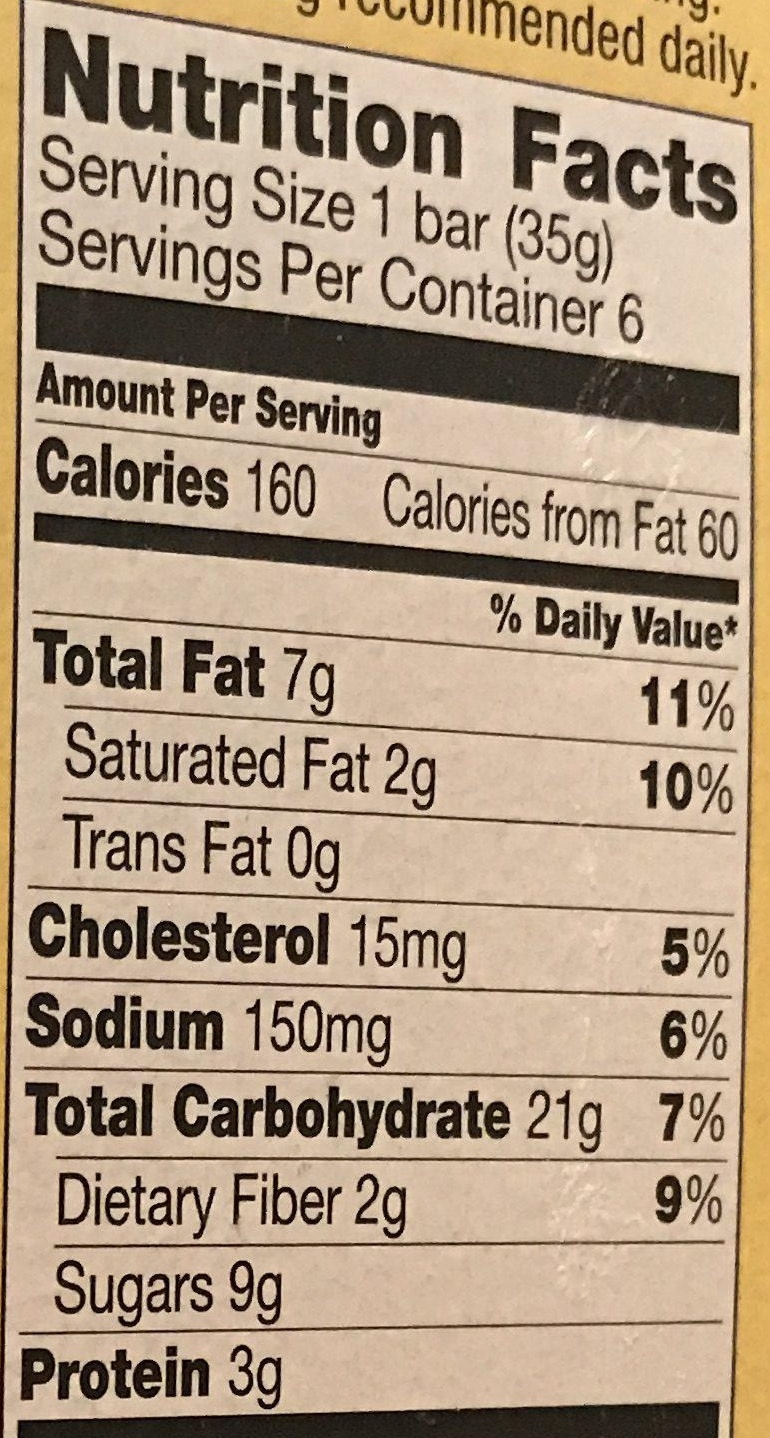 recommended daily.
Nutrition Facts
Serving Size 1 bar (35g)
Servings Per Container 6
Amount Per Serving
Calories 160 Calories from Fat 60
% Daily Value*
Total Fat 7g 11%
Saturated Fat 2g 10%
Trans Fat 0g
Cholesterol 15mg 5%
Sodium 150mg 6%
Total Carbohydrate 21g 7%
Dietary Fiber 2g 9%
Sugars 9g
Protein 3g